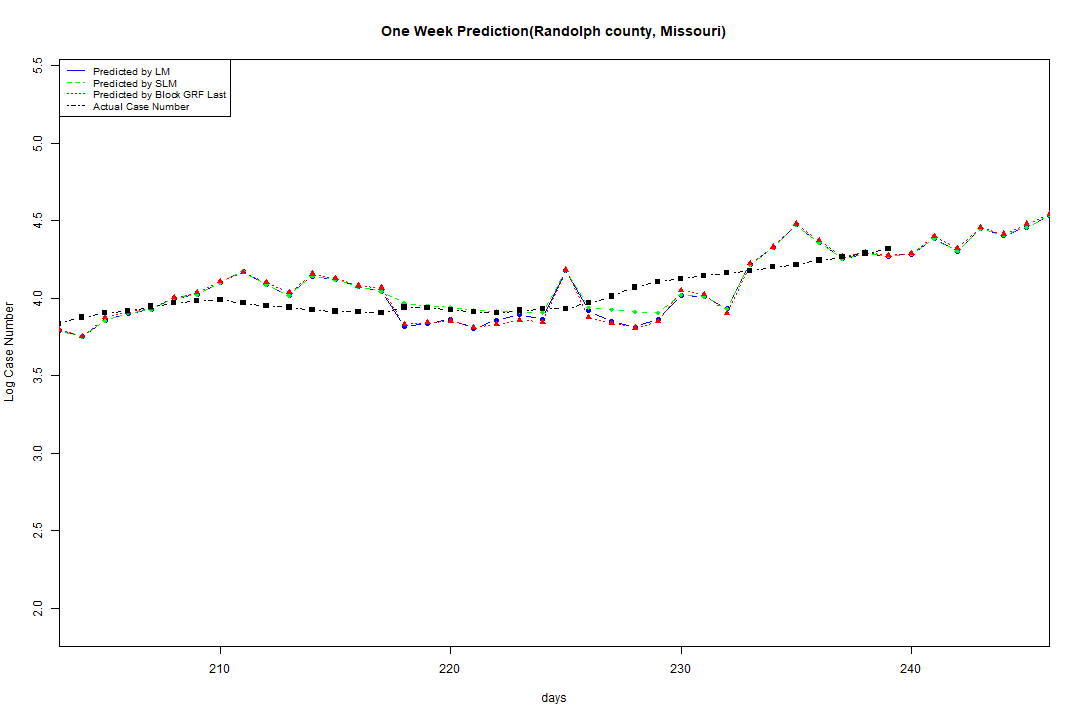 One Week Prediction(Randolph county, Missouri)
Predicted by LM
Predicted by SLM
Predicted by Block GRF Last
Actual Case Number
Log Case Number
5.5
5.0
4.5
4.0
3.5
3.0
2.5
2.0
210 220 230 240
days